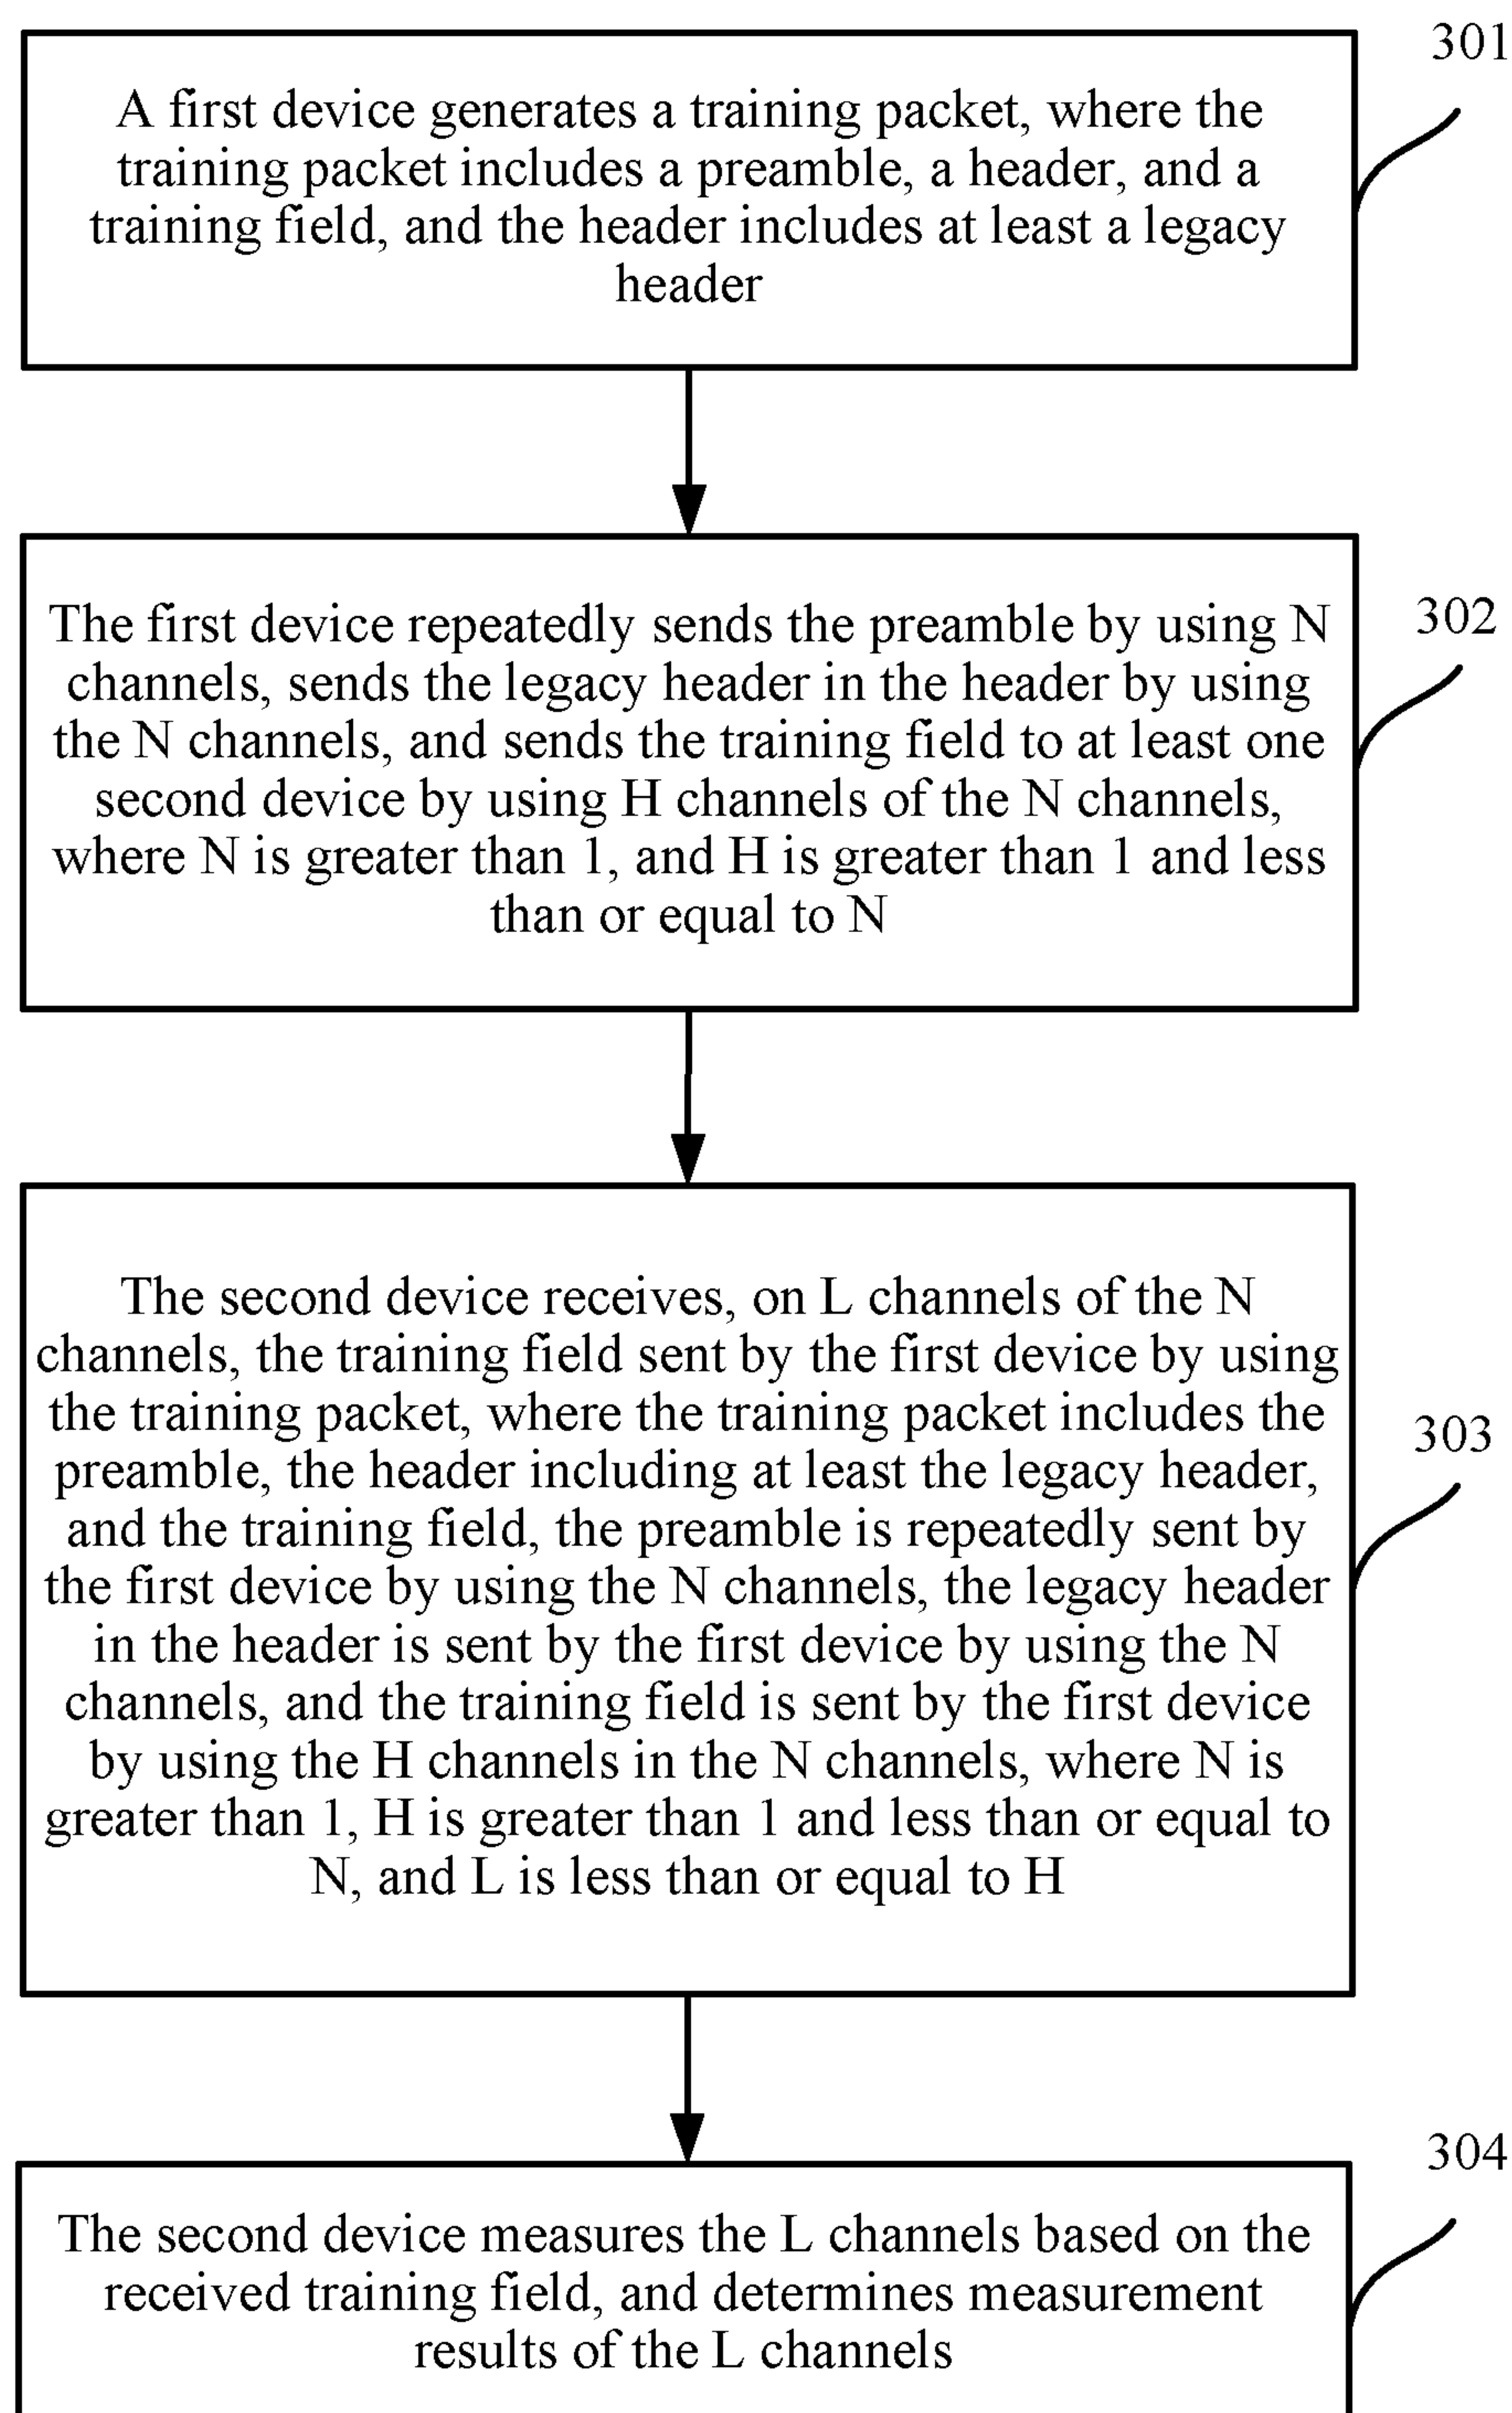 301
A first device generates a training packet, where the
training packet includes a preamble, a header, and a
training field, and the header includes at least a legacy
header
302
The first device repeatedly sends the preamble by using N
channels, sends the legacy header in the header by using
the N channels, and sends the training field to at least one
second device by using H channels of the N channels,
where N is greater than 1, and H is greater than 1 and less
than or equal to N
The second device receives, on L channels of the N
channels, the training field sent by the first device by using
the training packet, where the training packet includes the
303
preamble, the header including at least the legacy header,
and the training field, the preamble is repeatedly sent by
the first device by using the N channels, the legacy header
in the header is sent by the first device by using the N
channels, and the training field is sent by the first device
by using the H channels in the N channels, where N is
greater than 1, H is greater than 1 and less than or equal to
N, and L is less than or equal to H
304
The second device measures the L channels based on the
received training field, and determines measurement
results of the L channels